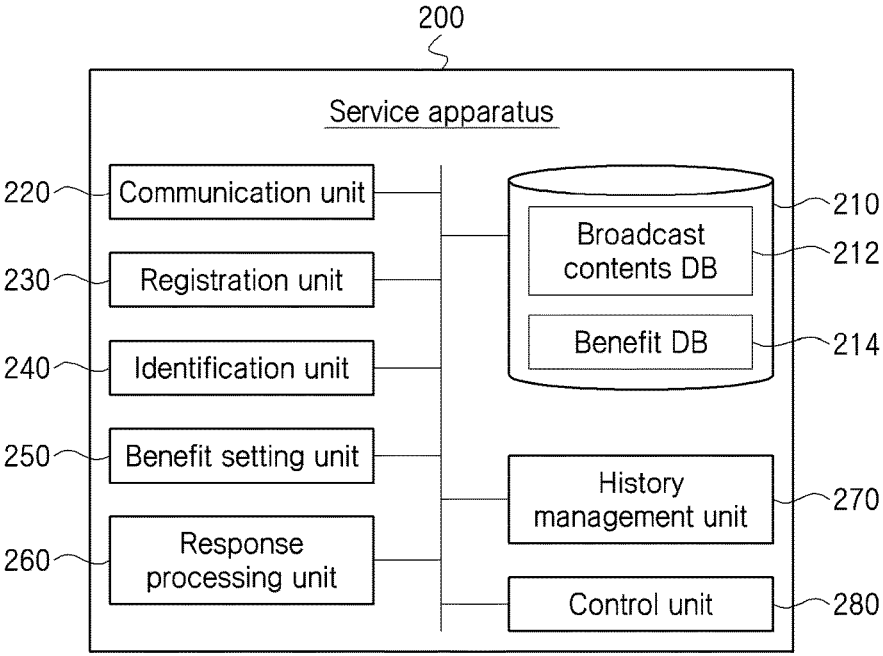 200
Service apparatus
220
Communication unit
230
Registration unit
240
Identification unit
250
Benefit setting unit
260
Response
processing unit
210
Broadcast
contents DB
212
Benefit DB
214
History
management unit
270
Control unit
280